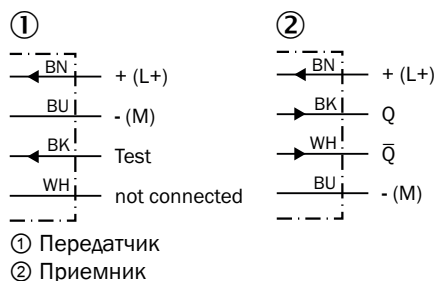 ① ②
BN + (L+) BN + (L+)
BU - (M) BK Q
BK Test WH Q̅
WH not connected BU - (M)
① Передатчик
② Приемник